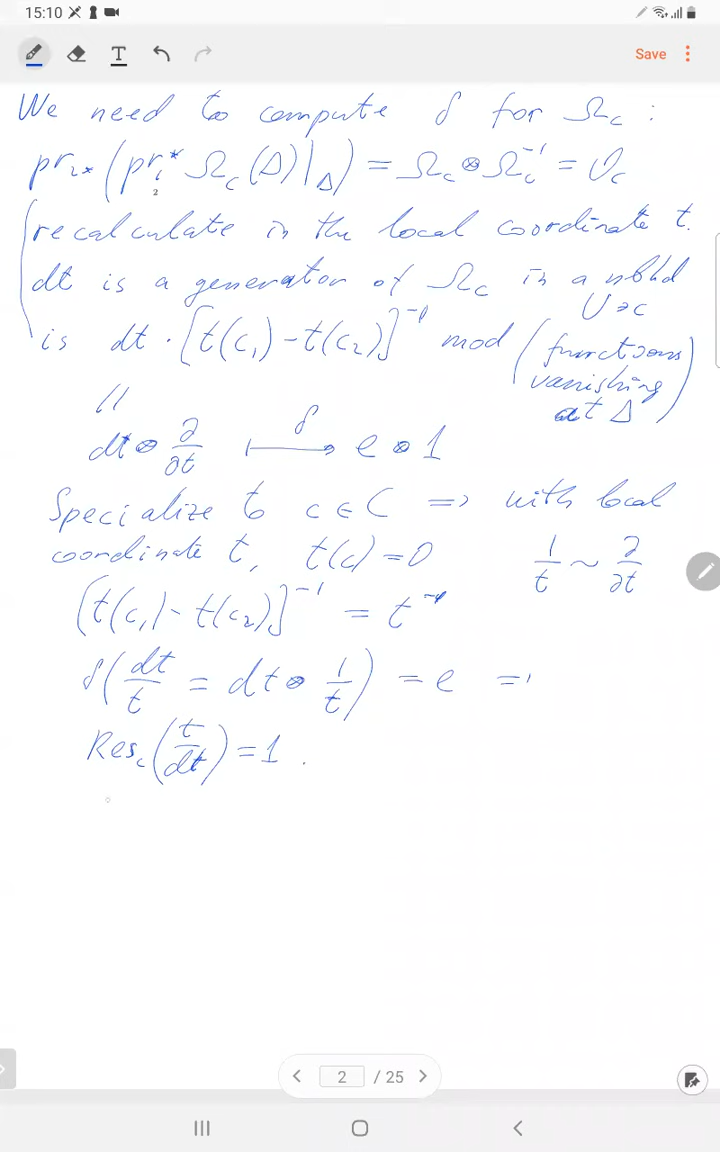 15:10
Save
We need to compute δ for Ω_C :
pr_{2*} (pr_1^* Ω_C(Δ)|_Δ) = Ω_C ⊗ Ω_C^{-1} = O_C
2
recalculate in the local coordinate t.
dt is a generator of Ω_C in a nbhd
U ∋ c
is dt · [t(c_1) - t(c_2)]^{-1} mod (functions
vanishing
at Δ)
||
dt ⊗ ∂/∂t ⟼^δ e ⊗ 1
Specialize to c ∈ C => with local
coordinate t, t(c) = 0 1/t ~ ∂/∂t
[t(c_1) - t(c_2)]^{-1} = t^{-1}
δ(dt/t = dt ⊗ 1/t) = e =>
Res_c (t/dt) = 1 .
2 / 25